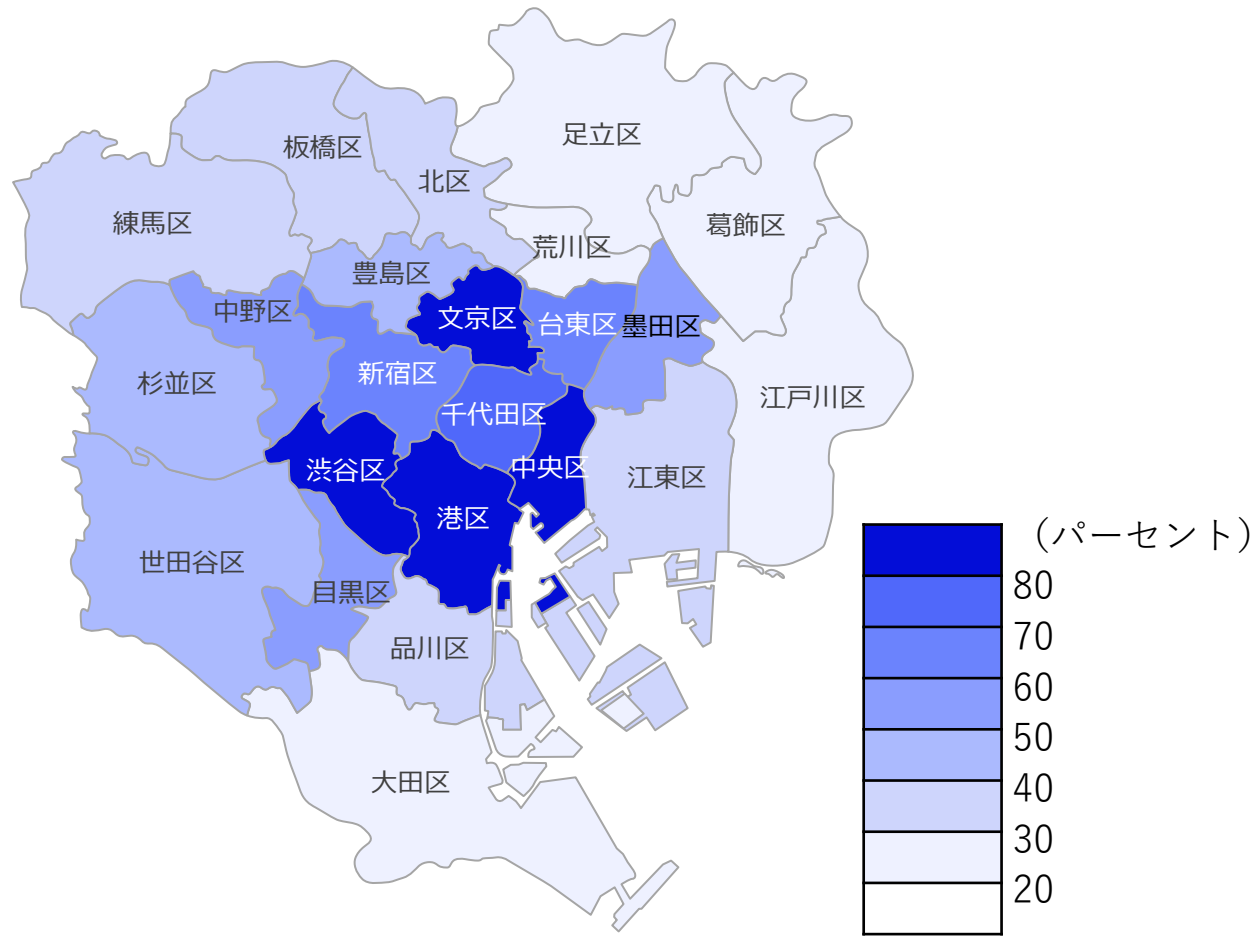 足立区
板橋区
北区
練馬区
葛飾区
荒川区
豊島区
中野区
文京区
台東区
墨田区
新宿区
杉並区
江戸川区
千代田区
渋谷区
中央区
江東区
港区
世田谷区
目黒区
品川区
大田区
（パーセント）
80
70
60
50
40
30
20